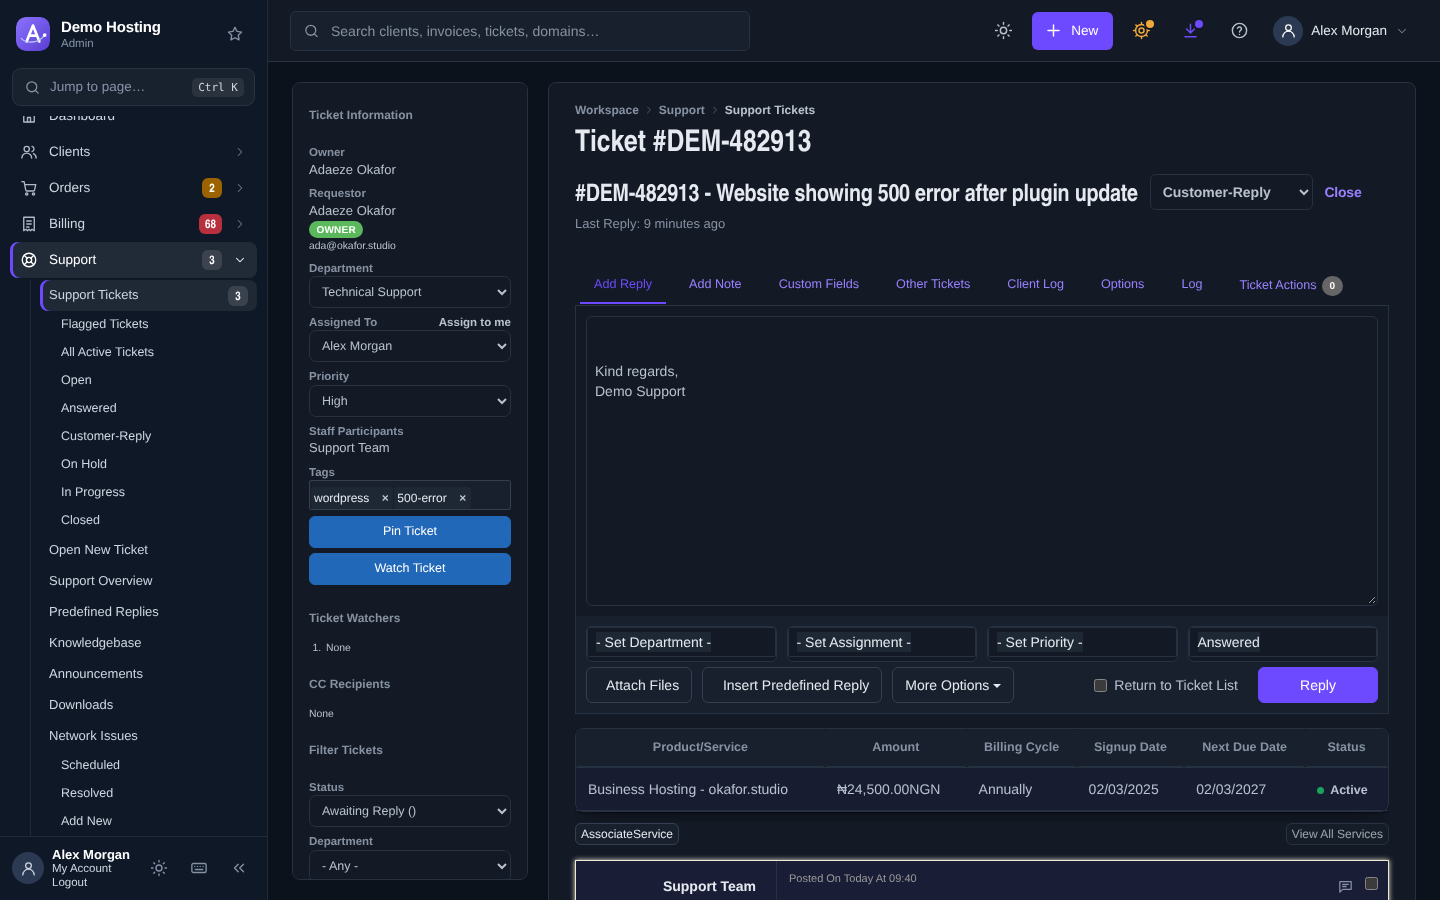 Demo Hosting
Admin
Jump to page…
Ctrl K
Dashboard
Clients
Orders
2
Billing
68
Support
3
Support Tickets
3
Flagged Tickets
All Active Tickets
Open
Answered
Customer-Reply
On Hold
In Progress
Closed
Open New Ticket
Support Overview
Predefined Replies
Knowledgebase
Announcements
Downloads
Network Issues
Scheduled
Resolved
Add New
Alex Morgan
My Account
Logout
Search clients, invoices, tickets, domains…
New
Alex Morgan
Ticket Information
Owner
Adaeze Okafor
Requestor
Adaeze Okafor
OWNER
ada@okafor.studio
Department
Technical Support
Assigned To
Assign to me
Alex Morgan
Priority
High
Staff Participants
Support Team
Tags
wordpress × 500-error ×
Pin Ticket
Watch Ticket
Ticket Watchers
1. None
CC Recipients
None
Filter Tickets
Status
Awaiting Reply ()
Department
- Any -
Workspace > Support > Support Tickets
Ticket #DEM-482913
#DEM-482913 - Website showing 500 error after plugin update
Customer-Reply
Close
Last Reply: 9 minutes ago
Add Reply
Add Note
Custom Fields
Other Tickets
Client Log
Options
Log
Ticket Actions 0
Kind regards,
Demo Support
- Set Department -
- Set Assignment -
- Set Priority -
Answered
Attach Files
Insert Predefined Reply
More Options
Return to Ticket List
Reply
Product/Service Amount Billing Cycle Signup Date Next Due Date Status
Business Hosting - okafor.studio ₦24,500.00NGN Annually 02/03/2025 02/03/2027 Active
AssociateService
View All Services
Support Team
Posted On Today At 09:40